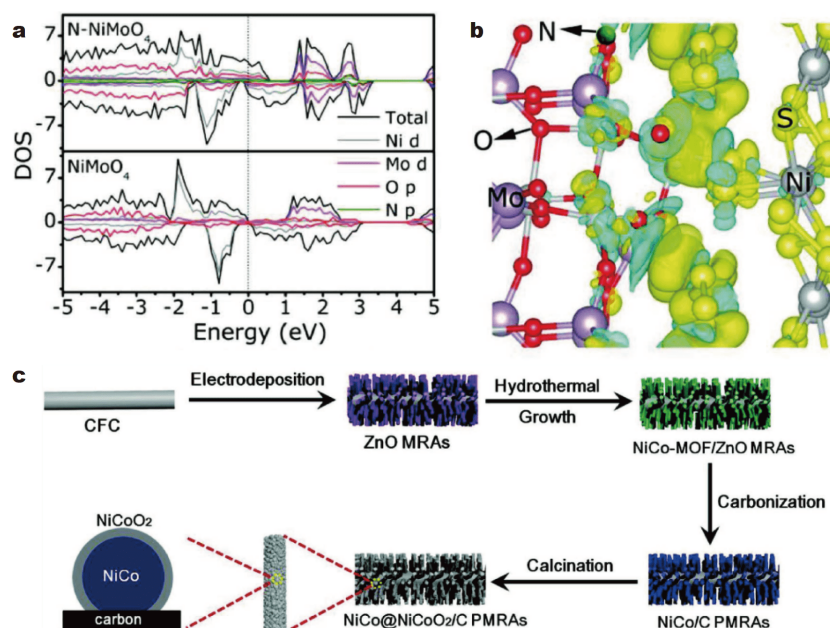 a
N-NiMoO4
7
0
-7
Total
Ni d
NiMoO4
Mo d
O p
N p
7
0
-7
DOS
-5 -4 -3 -2 -1 0 1 2 3 4 5
Energy (eV)
b
N
O
S
Mo
Ni
c
CFC
Electrodeposition
ZnO MRAs
Hydrothermal
Growth
NiCo-MOF/ZnO MRAs
Carbonization
NiCo/C PMRAs
Calcination
NiCo@NiCoO2/C PMRAs
NiCoO2
NiCo
carbon